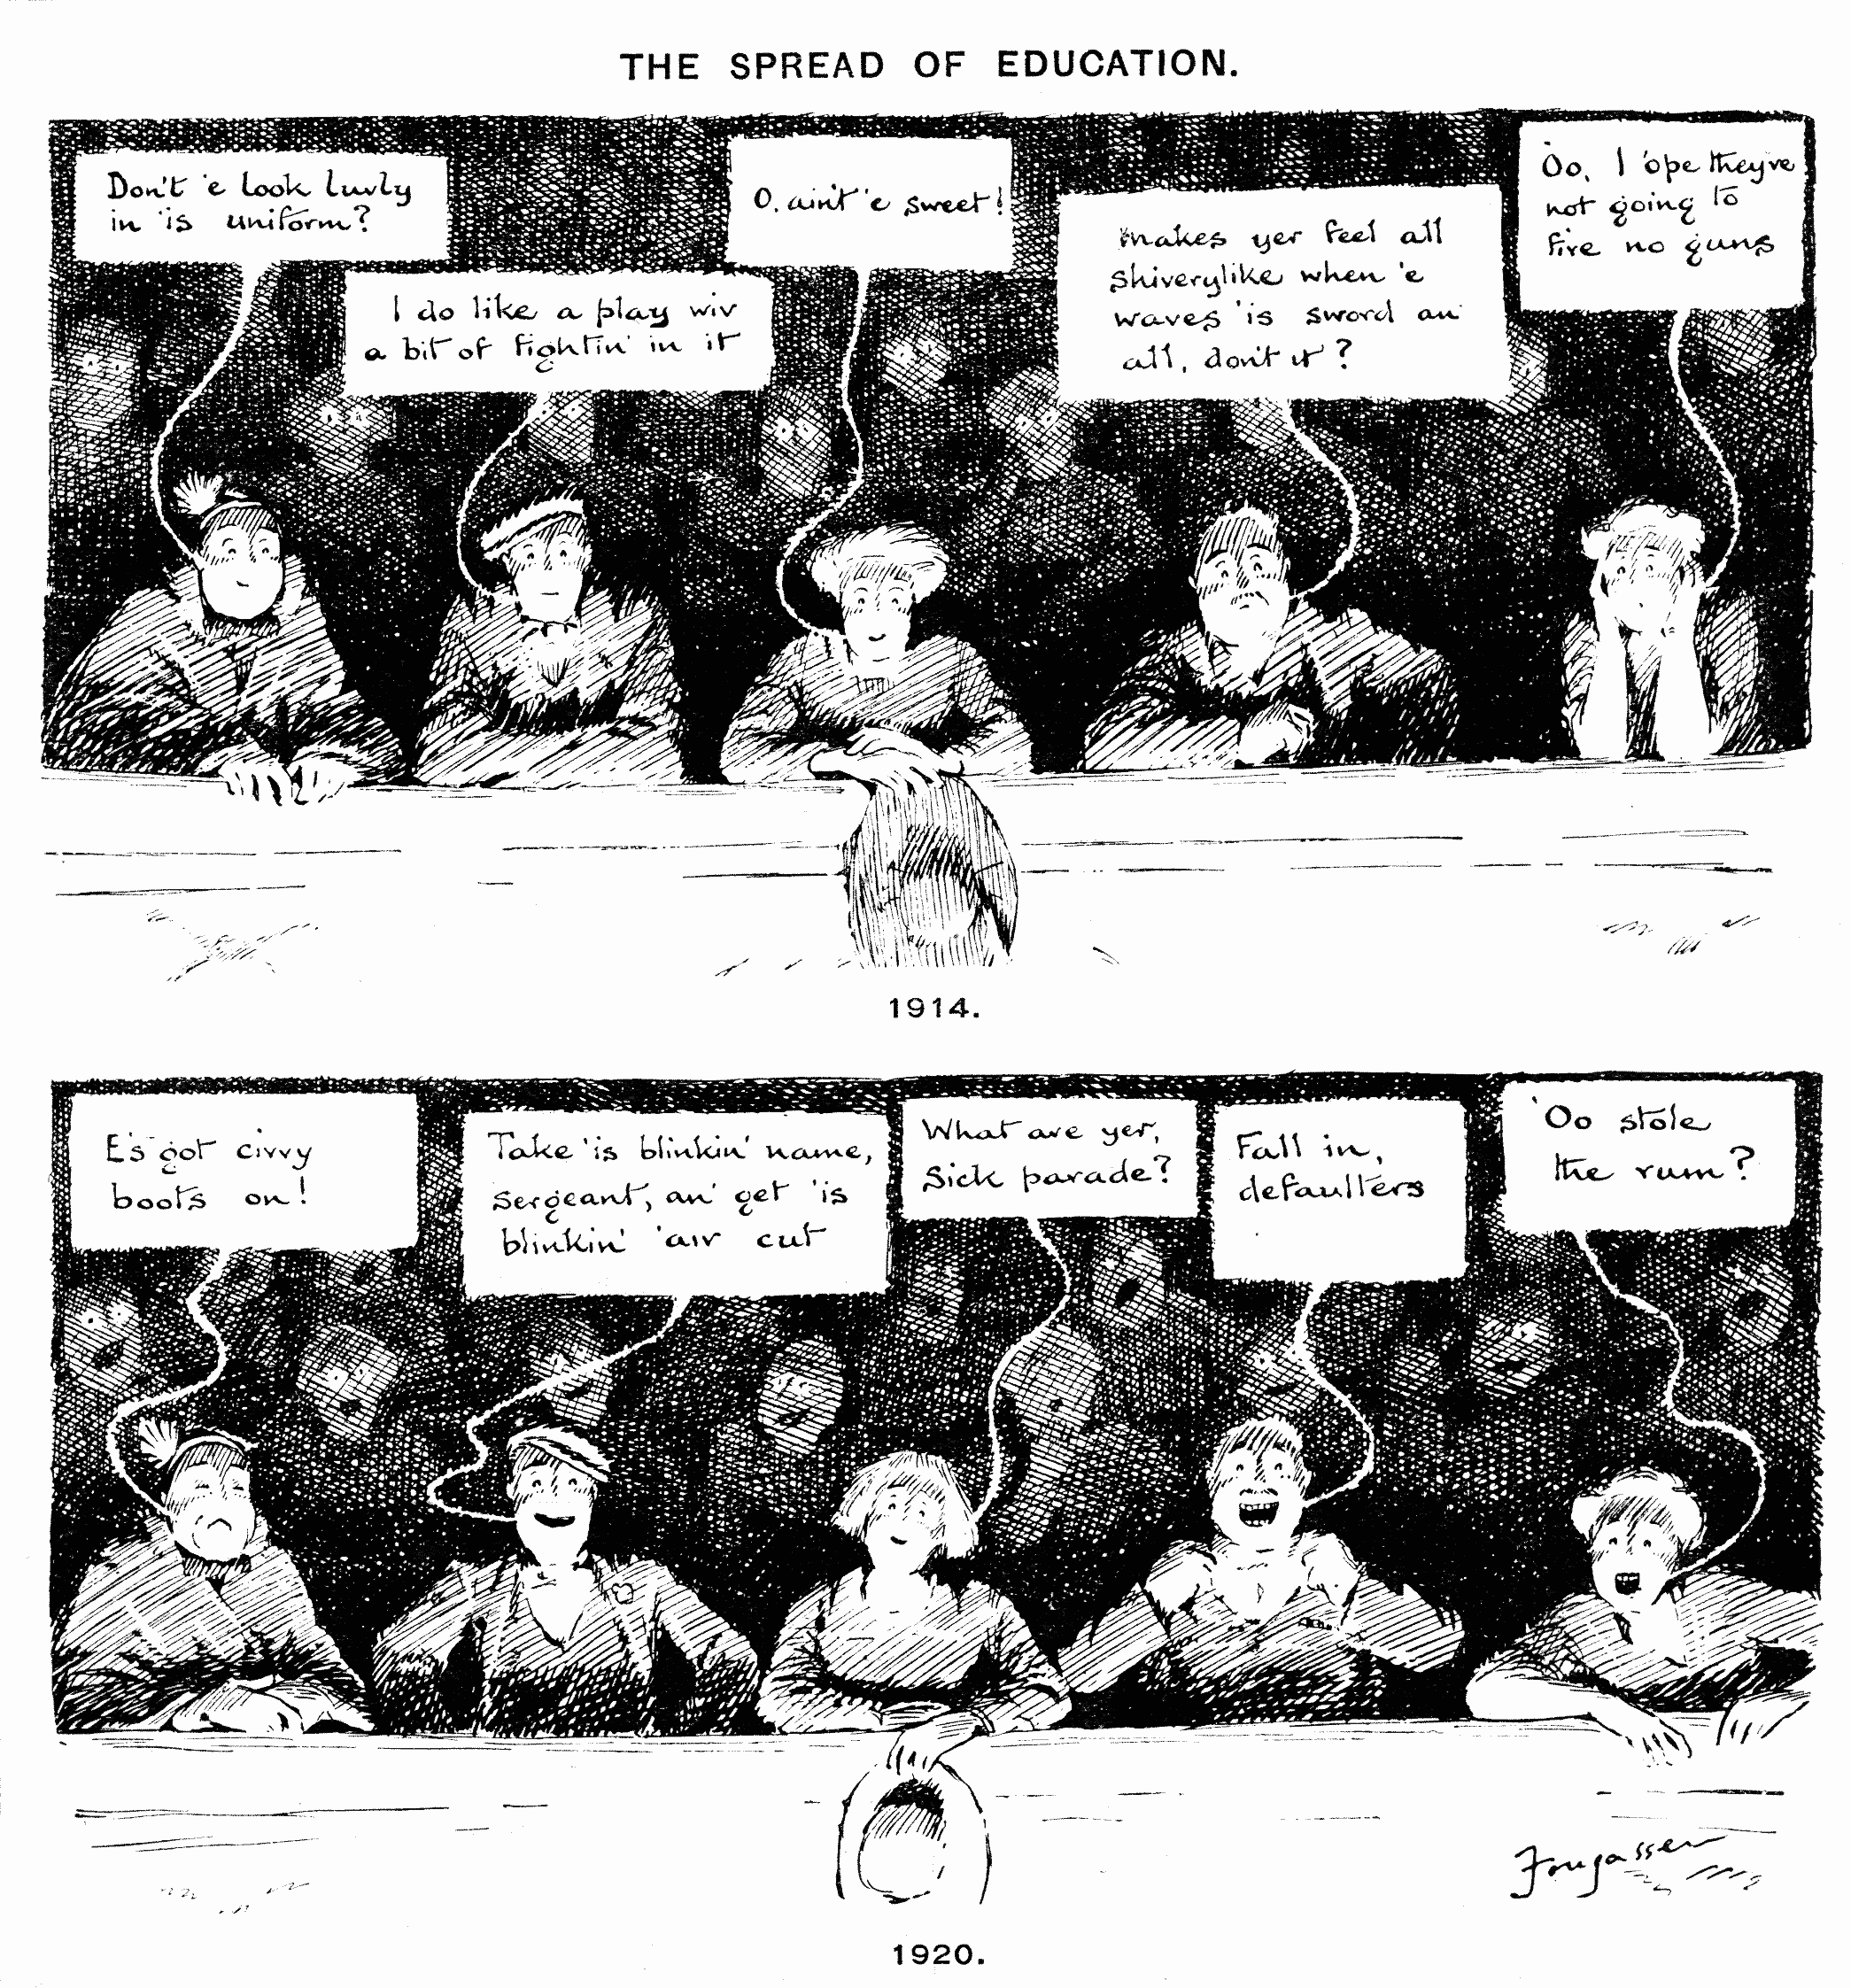 THE SPREAD OF EDUCATION.
Don't 'e look luvly
in 'is uniform?
I do like a play wiv
a bit of fightin' in it
O, ain't 'e sweet!
Makes yer feel all
shiverylike when 'e
waves 'is sword an'
all, don't it?
Oo, I 'ope they're
not going to
fire no guns
1914.
E's got civvy
boots on!
Take 'is blinkin' name,
sergeant, an' get 'is
blinkin' 'air cut
What are yer,
Sick parade?
Fall in,
defaulters
'Oo stole
the rum?
Fougasse
1920.